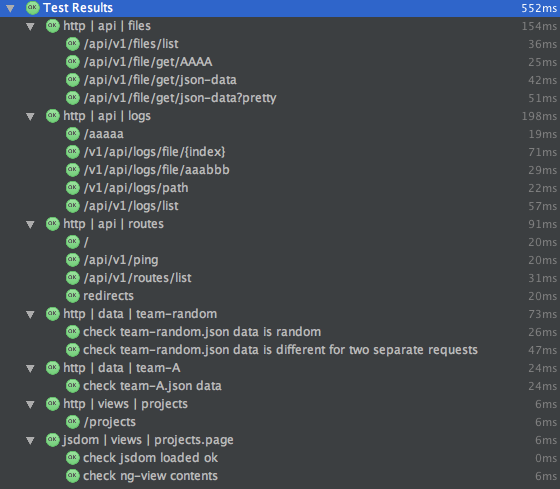 OK Test Results 552ms
OK http | api | files 154ms
OK /api/v1/files/list 36ms
OK /api/v1/file/get/AAAA 25ms
OK /api/v1/file/get/json-data 42ms
OK /api/v1/file/get/json-data?pretty 51ms
OK http | api | logs 198ms
OK /aaaaa 19ms
OK /v1/api/logs/file/{index} 71ms
OK /v1/api/logs/file/aaabbb 29ms
OK /v1/api/logs/path 22ms
OK /api/v1/logs/list 57ms
OK http | api | routes 91ms
OK / 20ms
OK /api/v1/ping 20ms
OK /api/v1/routes/list 31ms
OK redirects 20ms
OK http | data | team-random 73ms
OK check team-random.json data is random 26ms
OK check team-random.json data is different for two separate requests 47ms
OK http | data | team-A 24ms
OK check team-A.json data 24ms
OK http | views | projects 6ms
OK /projects 6ms
OK jsdom | views | projects.page 6ms
OK check jsdom loaded ok 0ms
OK check ng-view contents 6ms